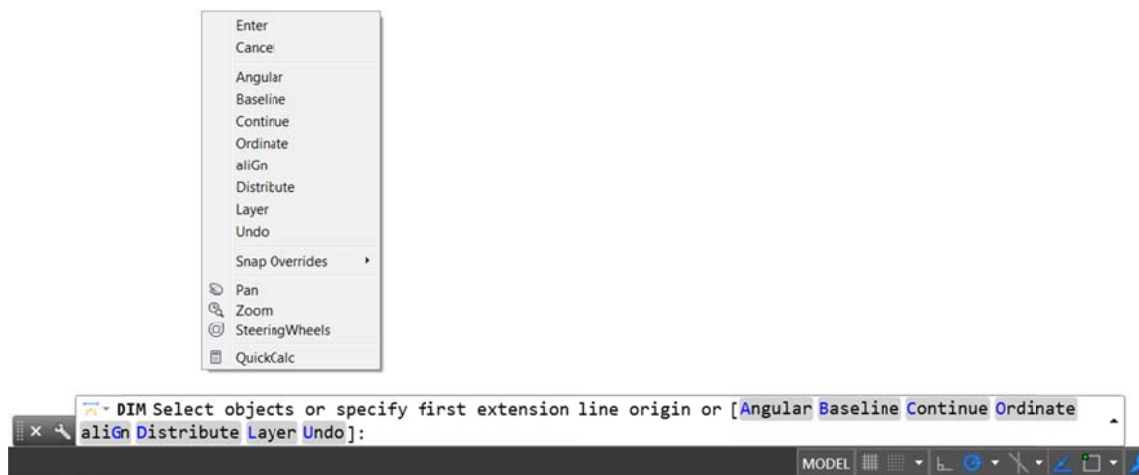 Enter
Cancel
Angular
Baseline
Continue
Ordinate
aliGn
Distribute
Layer
Undo
Snap Overrides
Pan
Zoom
SteeringWheels
QuickCalc
DIM Select objects or specify first extension line origin or [Angular Baseline Continue Ordinate
aliGn Distribute Layer Undo]:
MODEL